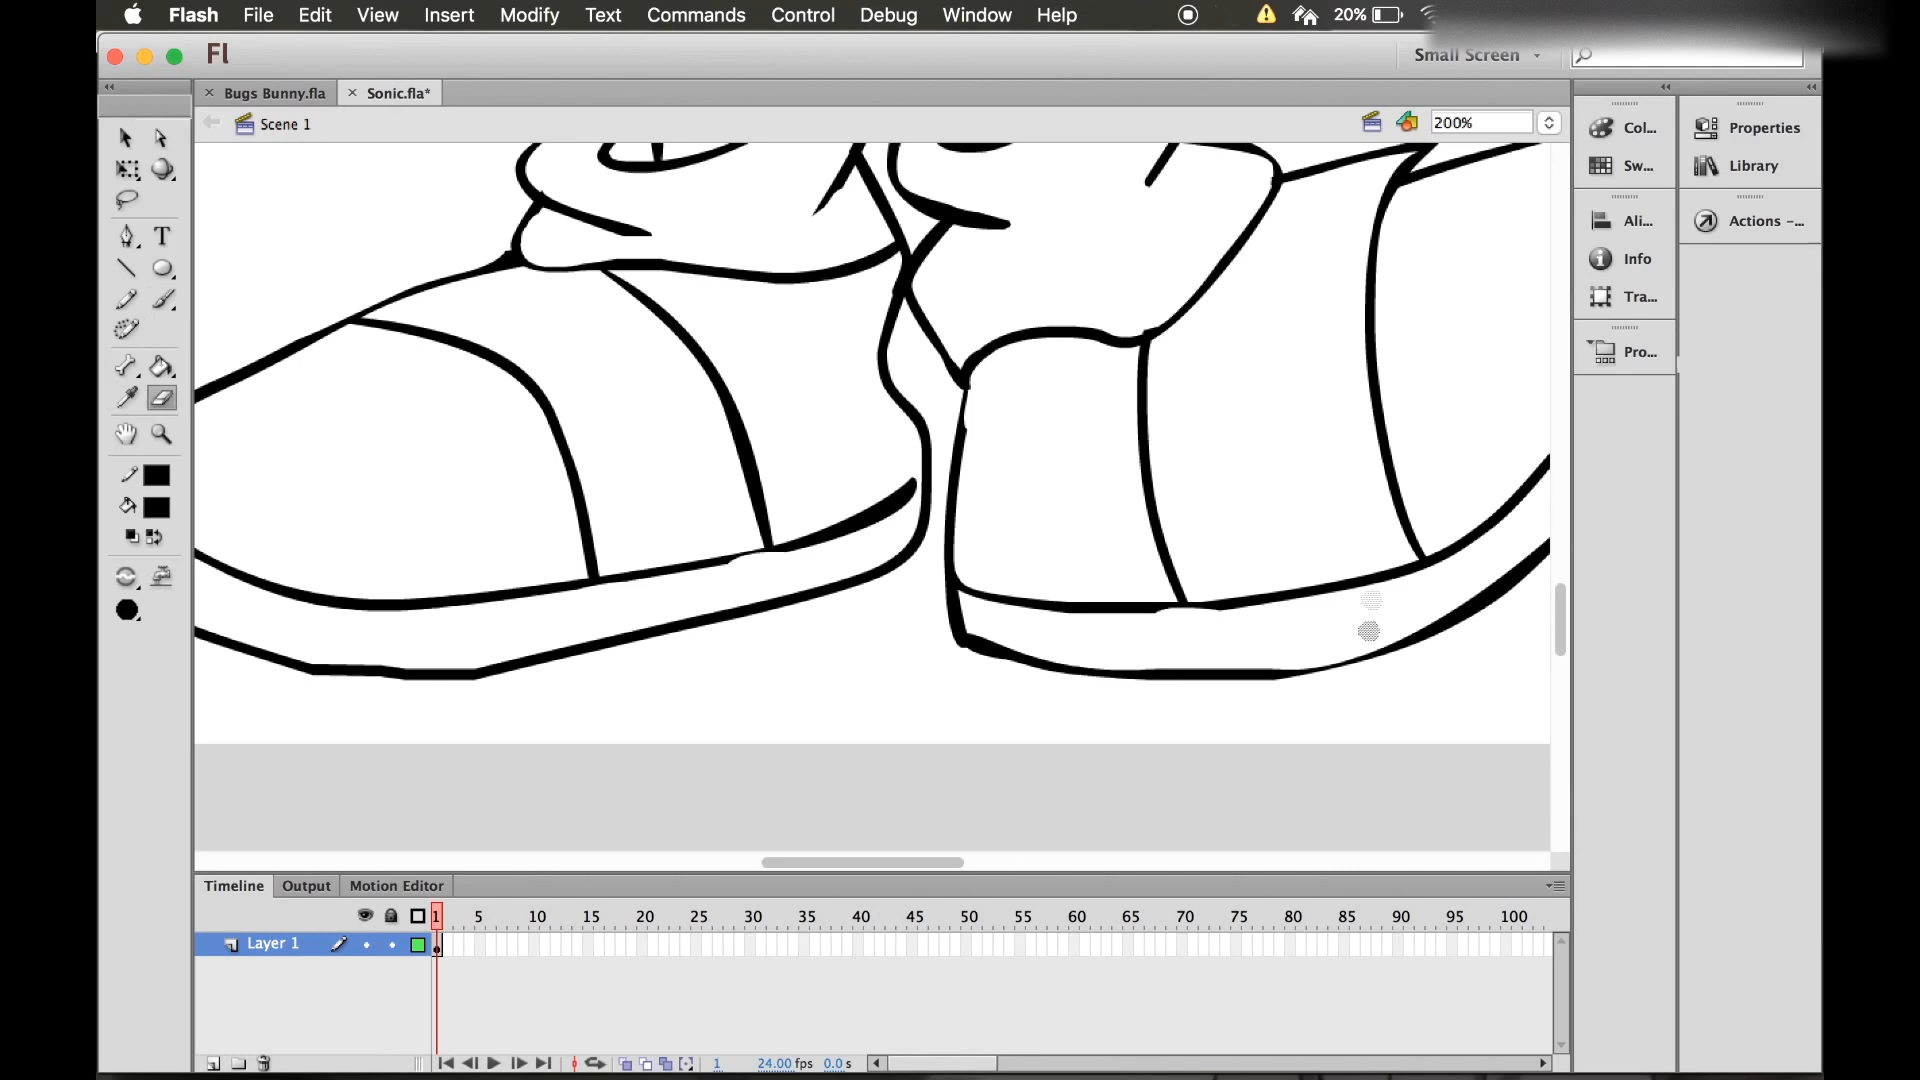 Flash File Edit View Insert Modify Text Commands Control Debug Window Help 20%
Fl Small Screen
Bugs Bunny.fla Sonic.fla*
Scene 1 200%
Col... Properties
Sw... Library
Ali... Actions -...
Info
Tra...
Pro...
T
Timeline Output Motion Editor
1 5 10 15 20 25 30 35 40 45 50 55 60 65 70 75 80 85 90 95 100
Layer 1
1 24.00 fps 0.0 s